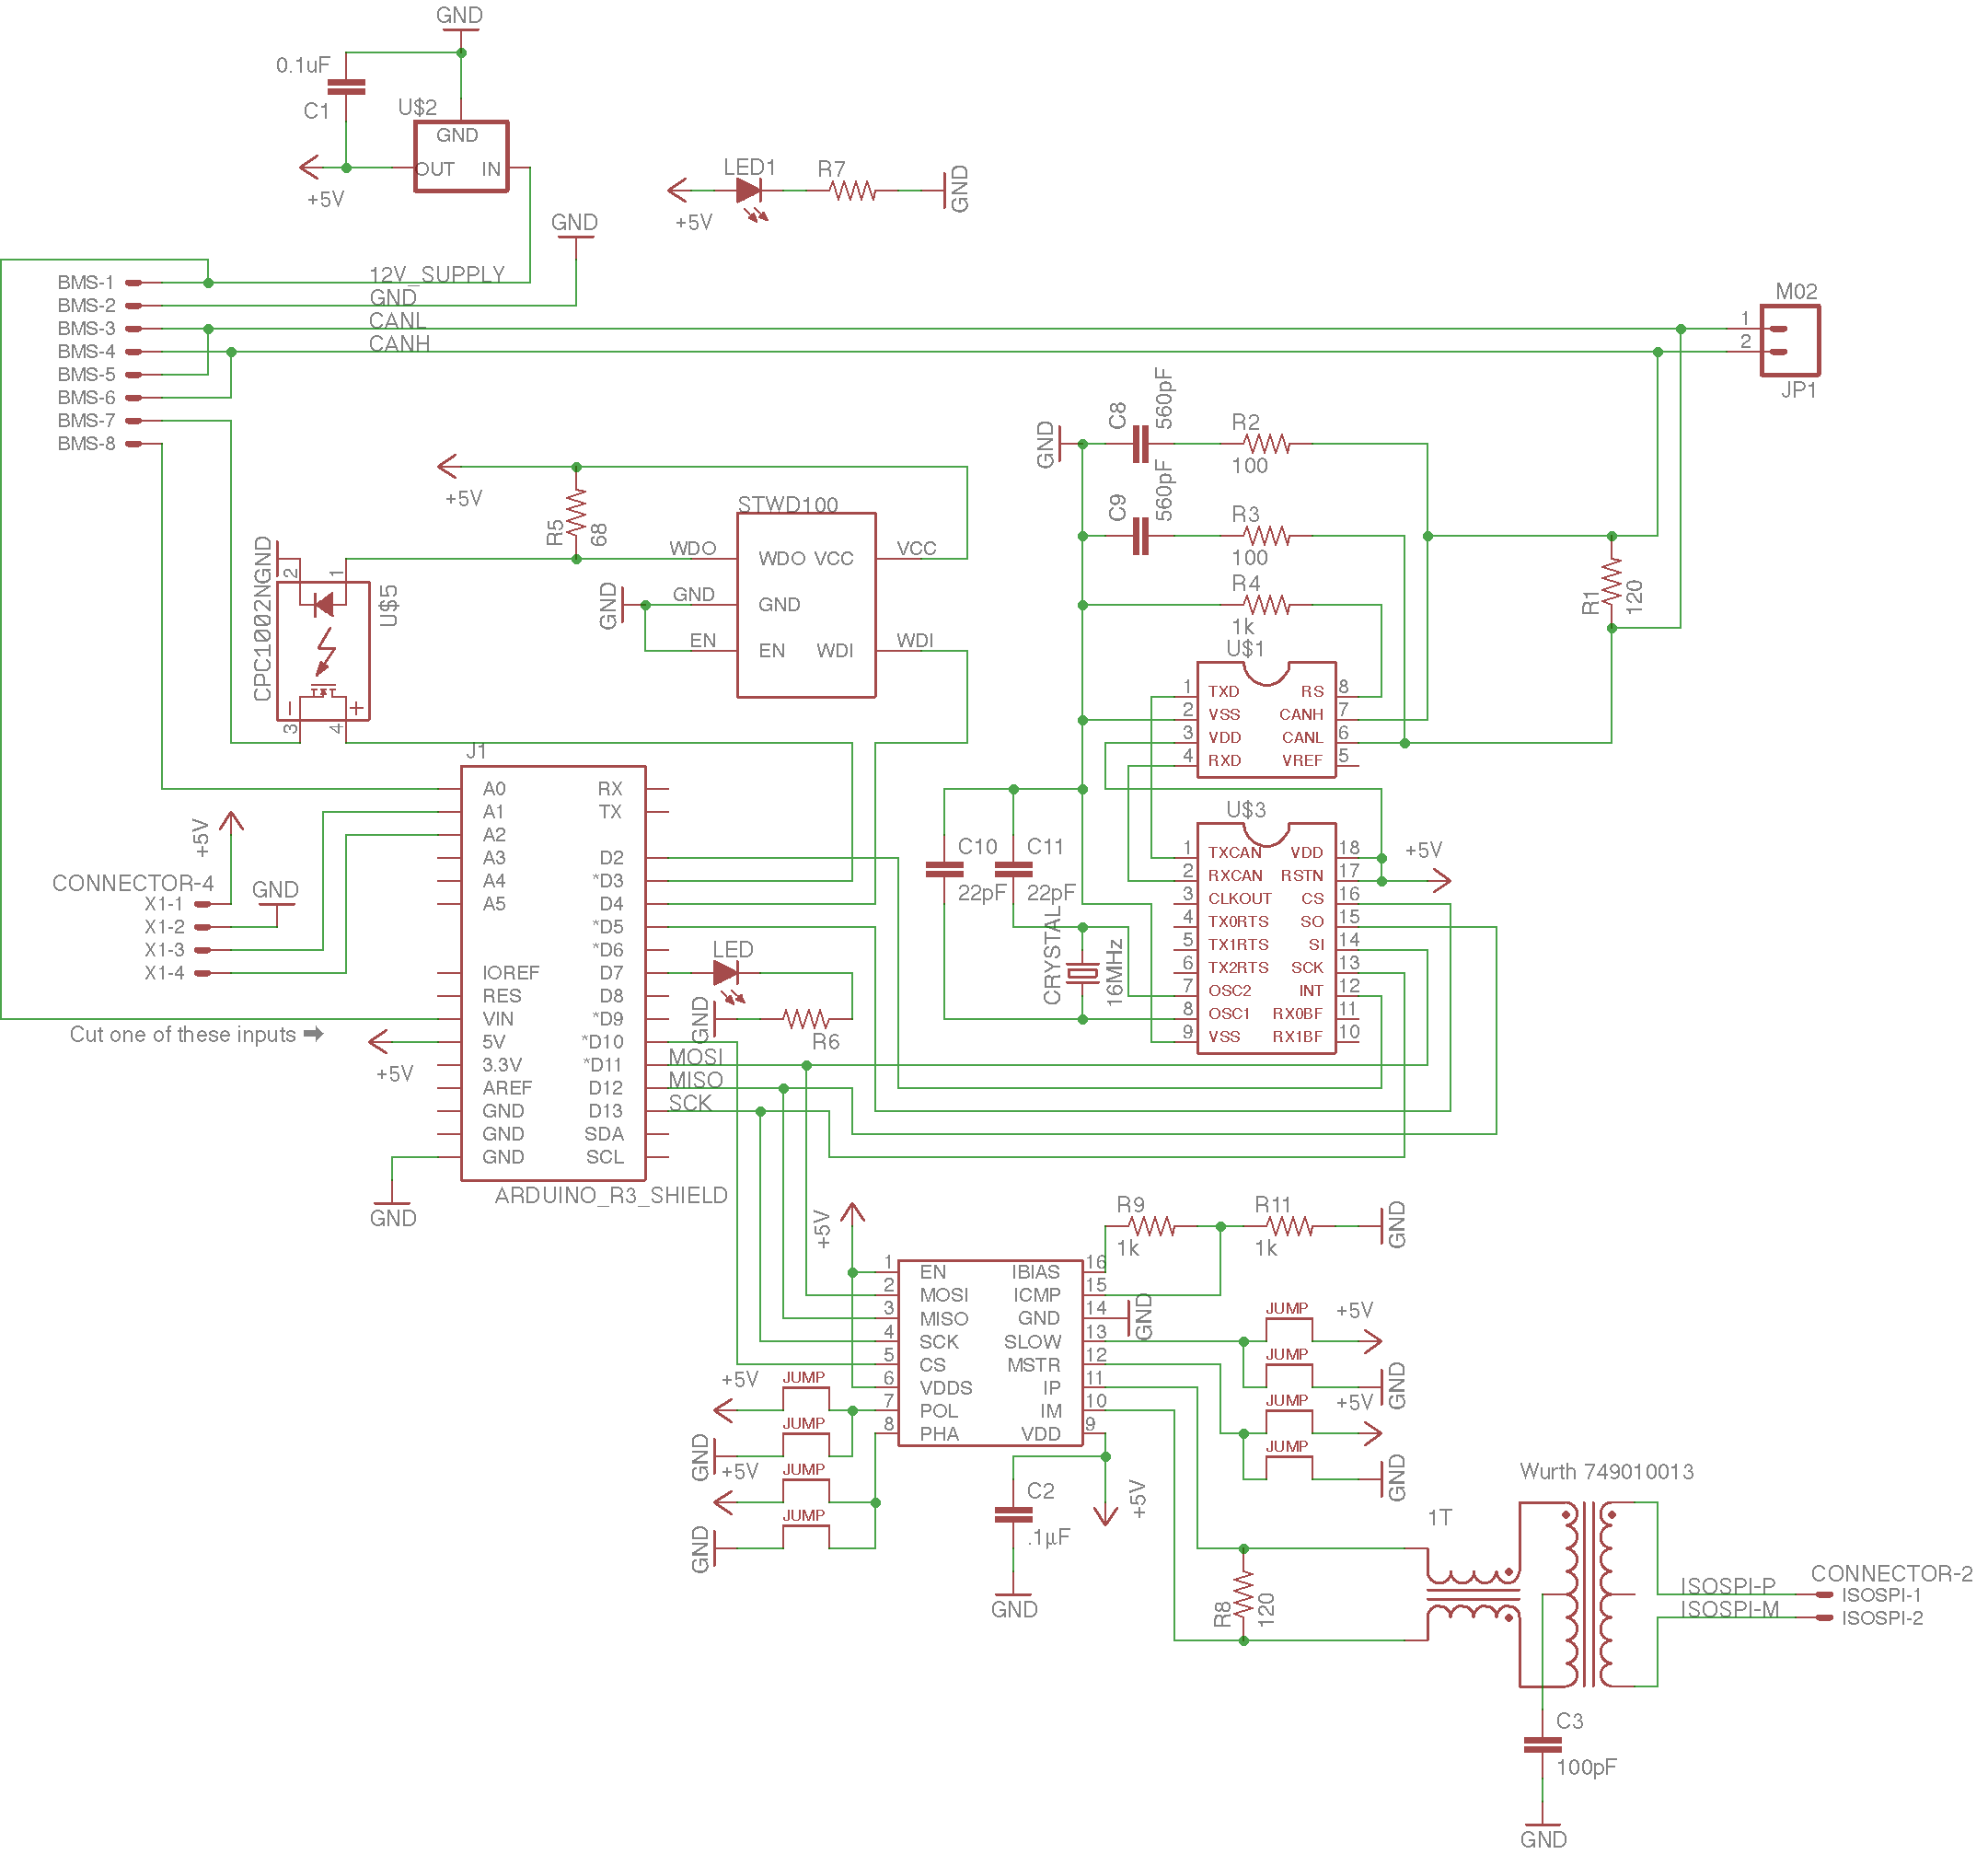 GND
0.1uF
C1
U$2
GND
OUT IN
+5V
LED1
R7
+5V
GND
GND
BMS-1
12V_SUPPLY
BMS-2
GND
BMS-3
CANL
BMS-4
CANH
BMS-5
BMS-6
BMS-7
BMS-8
M02
1
2
JP1
+5V
R5
68
STWD100
WDO
WDO VCC
VCC
GND
GND
GND
EN
EN
WDI
WDI
CPC1002N
GND
2
1
U$5
3
4
GND
C8
560pF
R2
100
C9
560pF
R3
100
R4
1k
R1
120
U$1
1 TXD RS 8
2 VSS CANH 7
3 VDD CANL 6
4 RXD VREF 5
J1
A0 RX
A1 TX
A2
A3 D2
A4 *D3
A5 D4
*D5
*D6
IOREF D7
RES D8
VIN *D9
5V *D10
3.3V *D11
AREF D12
GND D13
GND SDA
GND SCL
ARDUINO_R3_SHIELD
MOSI
MISO
SCK
+5V
CONNECTOR-4
GND
X1-1
X1-2
X1-3
X1-4
Cut one of these inputs ➡
+5V
GND
LED
GND
R6
C10
22pF
C11
22pF
CRYSTAL
16MHz
U$3
+5V
1 TXCAN VDD 18
2 RXCAN RSTN 17
3 CLKOUT CS 16
4 TX0RTS SO 15
5 TX1RTS SI 14
6 TX2RTS SCK 13
7 OSC2 INT 12
8 OSC1 RX0BF 11
9 VSS RX1BF 10
+5V
R9
1k
R11
1k
GND
1 EN IBIAS 16
2 MOSI ICMP 15
3 MISO GND 14
4 SCK SLOW 13
5 CS MSTR 12
6 VDDS IP 11
7 POL IM 10
8 PHA VDD 9
GND
JUMP
+5V
JUMP
GND
JUMP
+5V
JUMP
GND
+5V
JUMP
GND
JUMP
+5V
JUMP
GND
JUMP
C2
.1µF
GND
+5V
R8
120
1T
Wurth 749010013
CONNECTOR-2
ISOSPI-P
ISOSPI-1
ISOSPI-M
ISOSPI-2
C3
100pF
GND